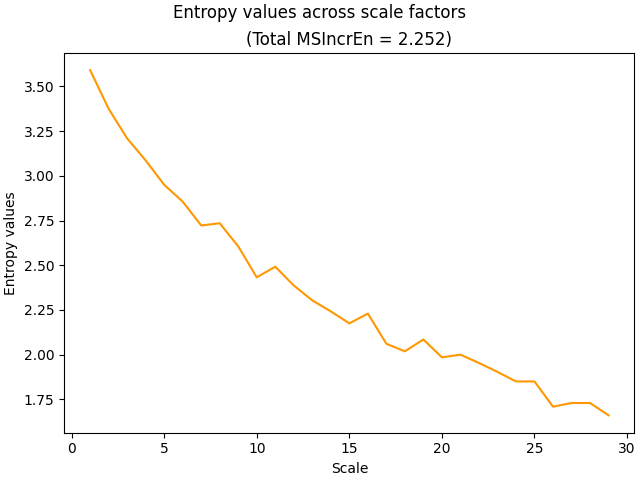 Entropy values across scale factors
(Total MSIncrEn = 2.252)
Entropy values
3.50
3.25
3.00
2.75
2.50
2.25
2.00
1.75
0 5 10 15 20 25 30
Scale